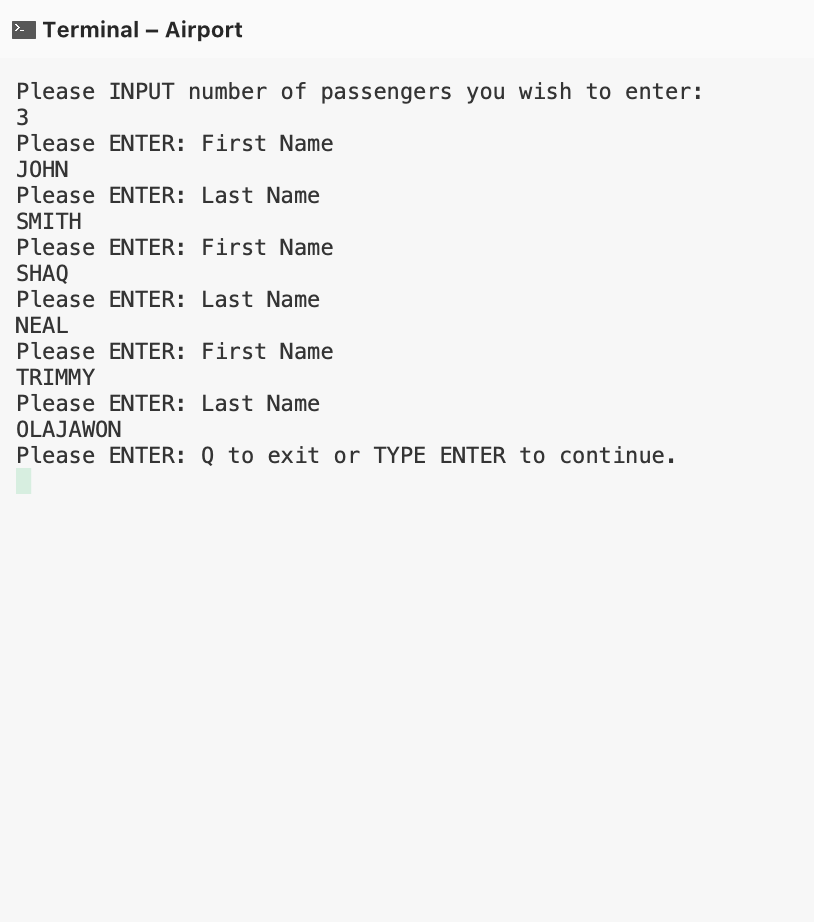 Terminal – Airport
Please INPUT number of passengers you wish to enter:
3
Please ENTER: First Name
JOHN
Please ENTER: Last Name
SMITH
Please ENTER: First Name
SHAQ
Please ENTER: Last Name
NEAL
Please ENTER: First Name
TRIMMY
Please ENTER: Last Name
OLAJAWON
Please ENTER: Q to exit or TYPE ENTER to continue.